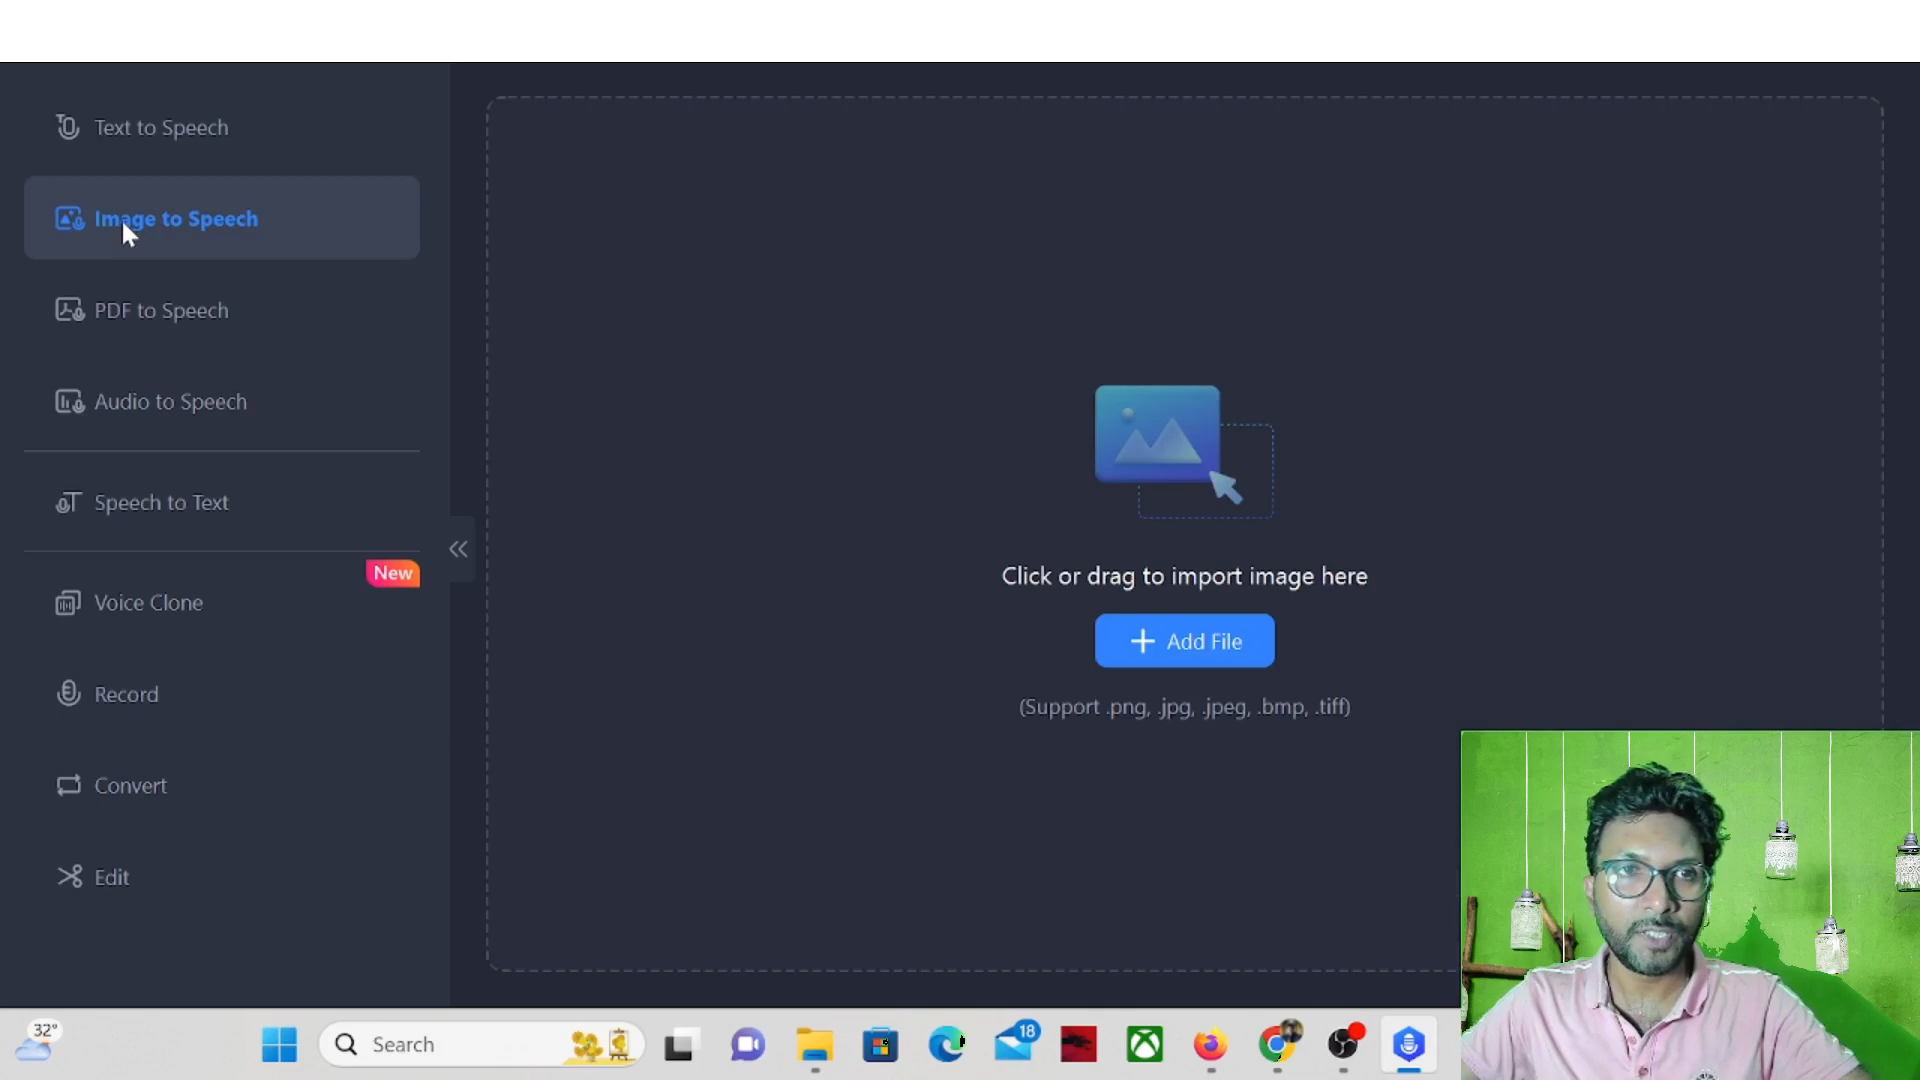 Text to Speech
Image to Speech
PDF to Speech
Audio to Speech
Speech to Text
New
Voice Clone
Record
Convert
Edit
Click or drag to import image here
Add File
(Support .png, .jpg, .jpeg, .bmp, .tiff)
32°
Search
18